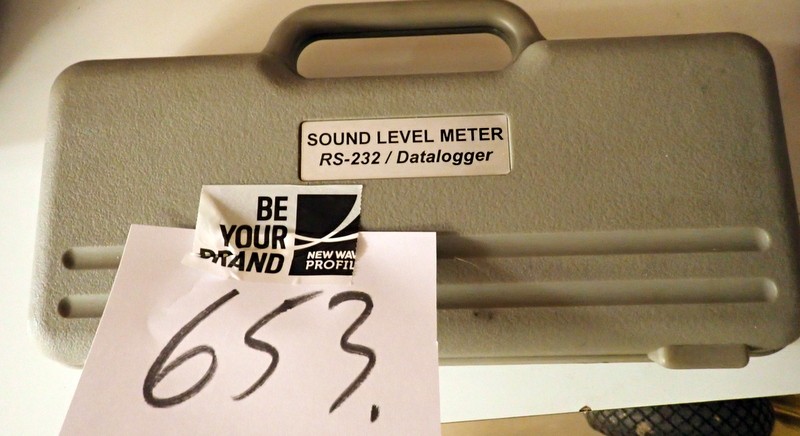 SOUND LEVEL METER
RS-232 / Datalogger
BE
YOUR
BRAND
NEW WAV
PROFIL
653.